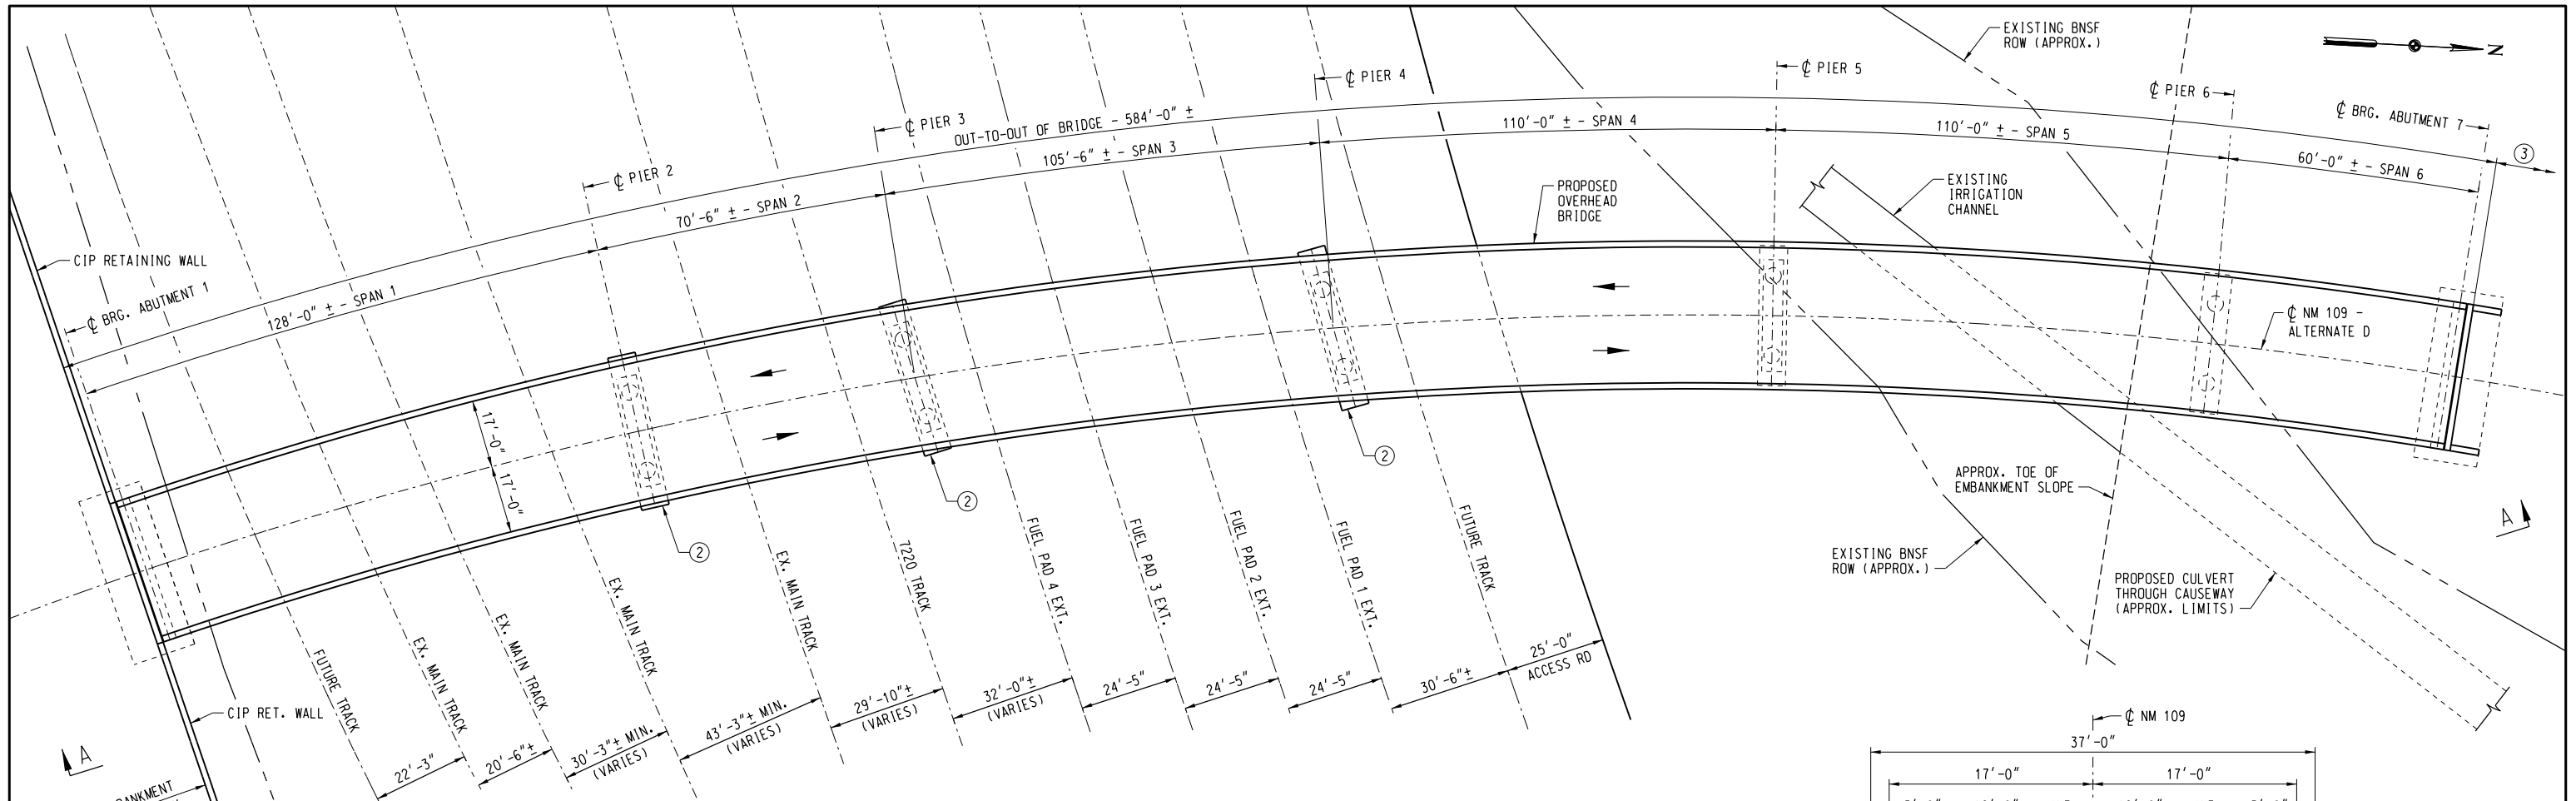 EXISTING BNSF
ROW (APPROX.)
N
℄ PIER 5
℄ PIER 4
℄ PIER 6
℄ BRG. ABUTMENT 7
℄ PIER 3
OUT-TO-OUT OF BRIDGE - 584'-0" ±
110'-0" ± - SPAN 4
110'-0" ± - SPAN 5
105'-6" ± - SPAN 3
60'-0" ± - SPAN 6
3
℄ PIER 2
70'-6" ± - SPAN 2
PROPOSED
OVERHEAD
BRIDGE
EXISTING
IRRIGATION
CHANNEL
CIP RETAINING WALL
℄ BRG. ABUTMENT 1
128'-0" ± - SPAN 1
℄ NM 109 -
ALTERNATE D
17'-0"
17'-0"
2
2
2
APPROX. TOE OF
EMBANKMENT SLOPE
A
EXISTING BNSF
ROW (APPROX.)
PROPOSED CULVERT
THROUGH CAUSEWAY
(APPROX. LIMITS)
FUTURE TRACK
EX. MAIN TRACK
EX. MAIN TRACK
EX. MAIN TRACK
EX. MAIN TRACK
7220 TRACK
FUEL PAD 4 EXT.
FUEL PAD 3 EXT.
FUEL PAD 2 EXT.
FUEL PAD 1 EXT.
FUTURE TRACK
25'-0"
ACCESS RD
30'-6"±
24'-5"
24'-5"
24'-5"
32'-0"±
(VARIES)
29'-10"±
(VARIES)
43'-3"± MIN.
(VARIES)
30'-3"± MIN.
(VARIES)
20'-6"±
22'-3"
CIP RET. WALL
A
℄ NM 109
37'-0"
17'-0"
17'-0"